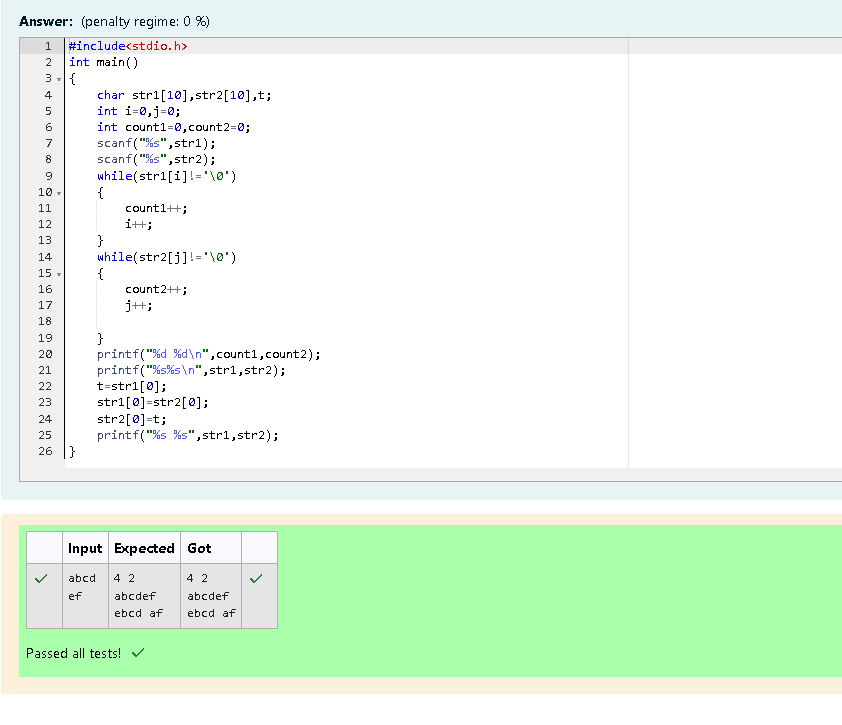 Answer: (penalty regime: 0 %)
1 #include<stdio.h>
2 int main()
3 {
4     char str1[10],str2[10],t;
5     int i=0,j=0;
6     int count1=0,count2=0;
7     scanf("%s",str1);
8     scanf("%s",str2);
9     while(str1[i]!='\0')
10     {
11         count1++;
12         i++;
13     }
14     while(str2[j]!='\0')
15     {
16         count2++;
17         j++;
18
19     }
20     printf("%d %d\n",count1,count2);
21     printf("%s%s\n",str1,str2);
22     t=str1[0];
23     str1[0]=str2[0];
24     str2[0]=t;
25     printf("%s %s",str1,str2);
26 }
Input Expected Got
abcd 4 2 4 2
ef abcdef abcdef
ebcd af ebcd af
Passed all tests!